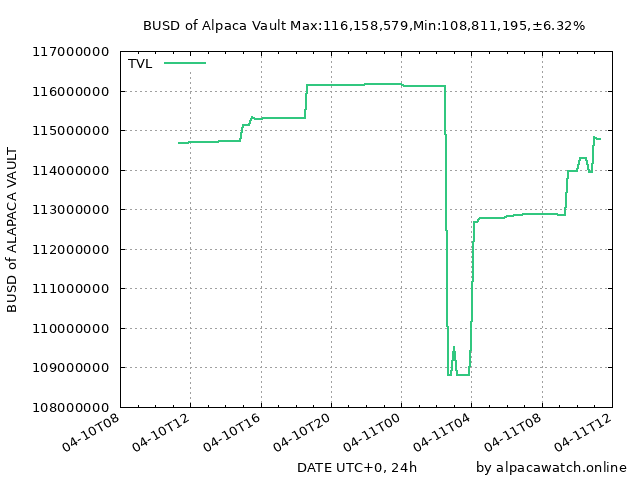 BUSD of Alpaca Vault Max:116,158,579,Min:108,811,195,±6.32%
117000000
TVL
116000000
115000000
114000000
113000000
112000000
111000000
110000000
109000000
108000000
BUSD of ALAPACA VAULT
04-10T08
04-10T12
04-10T16
04-10T20
04-11T00
04-11T04
04-11T08
04-11T12
DATE UTC+0, 24h
by alpacawatch.online